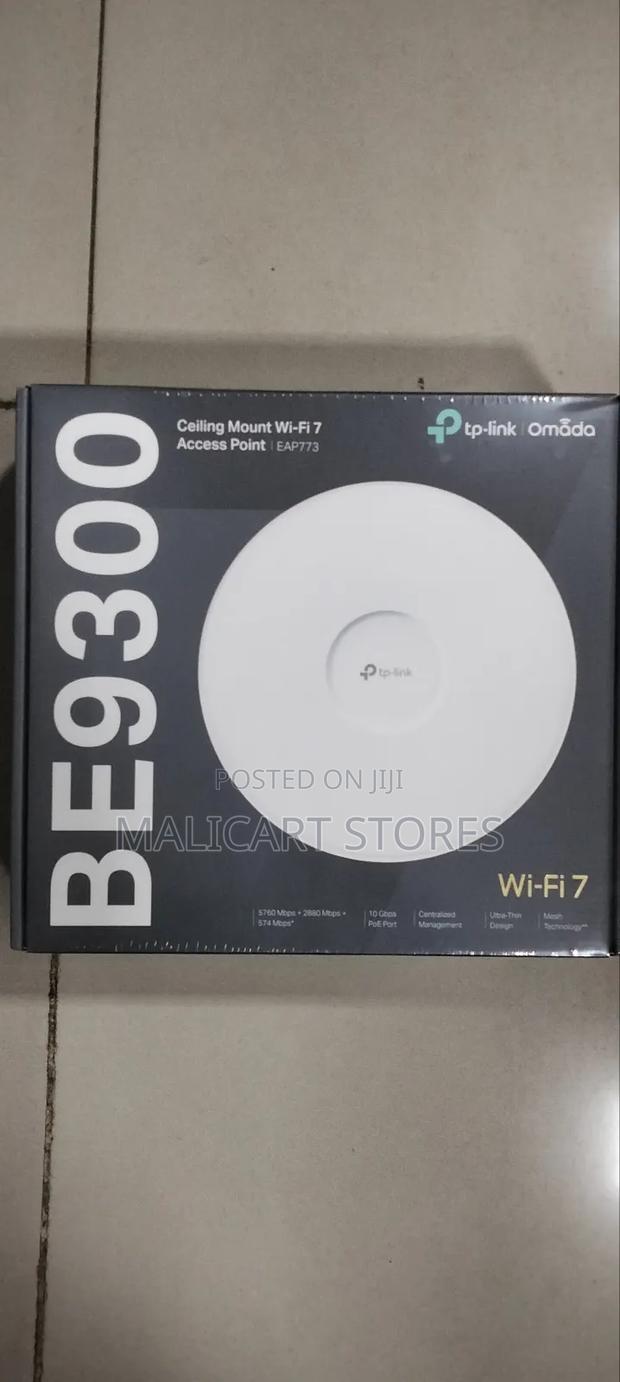 BE9300
Ceiling Mount Wi-Fi 7
Access Point | EAP773
tp-link | Omada
tp-link
POSTED ON JIJI
MALICART STORES
Wi-Fi 7
5760 Mbps + 2880 Mbps +
574 Mbps*
10 Gbps
PoE Port
Centralized
Management
Ultra-Thin
Design
Mesh
Technology**